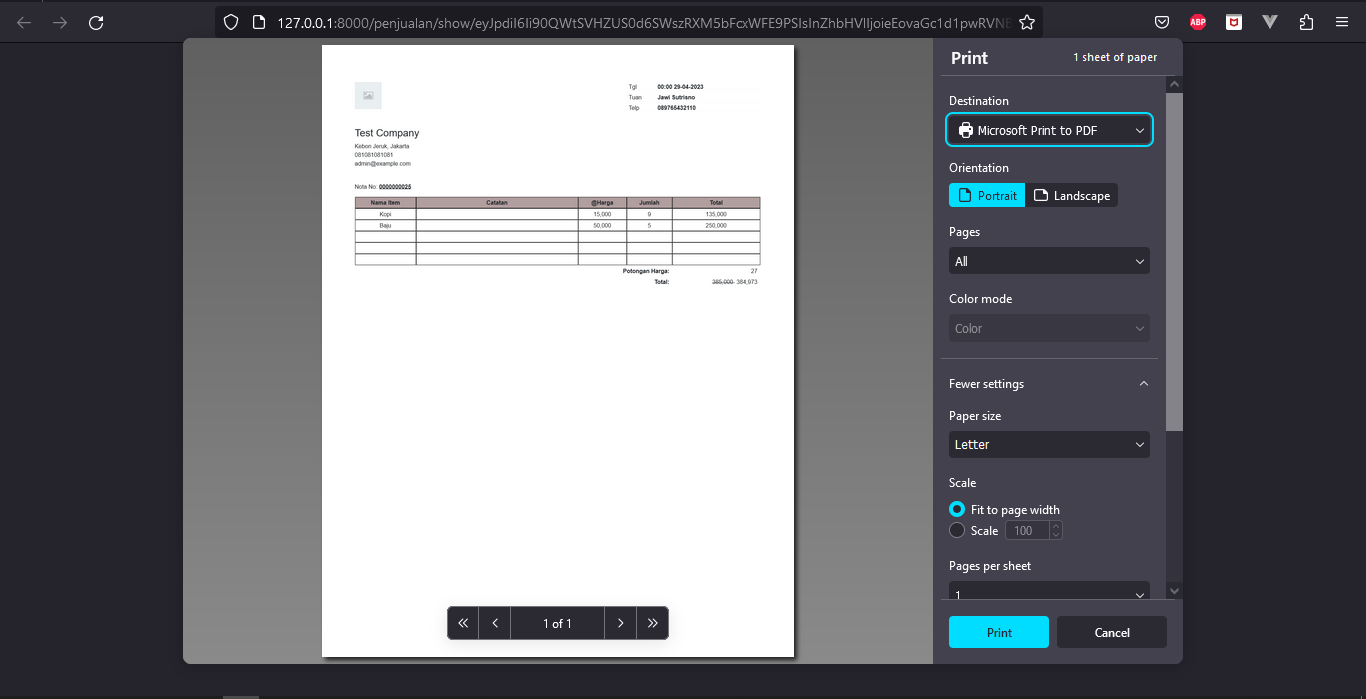 127.0.0.1:8000/penjualan/show/
ABP
Tgl 00:00 29-04-2023
Tuan Jawi Sutrisno
Telp 089765432110
Test Company
Kebon Jeruk, Jakarta
081081081081
admin@example.com
Nota No: 0000000025
Nama Item Catatan @Harga Jumlah Total
Kopi 15,000 9 135,000
Baju 50,000 5 250,000
Potongan Harga: 27
Total: 385,000 384,973
1 of 1
Print 1 sheet of paper
Destination
Microsoft Print to PDF
Orientation
Portrait Landscape
Pages
All
Color mode
Color
Fewer settings
Paper size
Letter
Scale
Fit to page width
Scale 100
Pages per sheet
1
Print Cancel